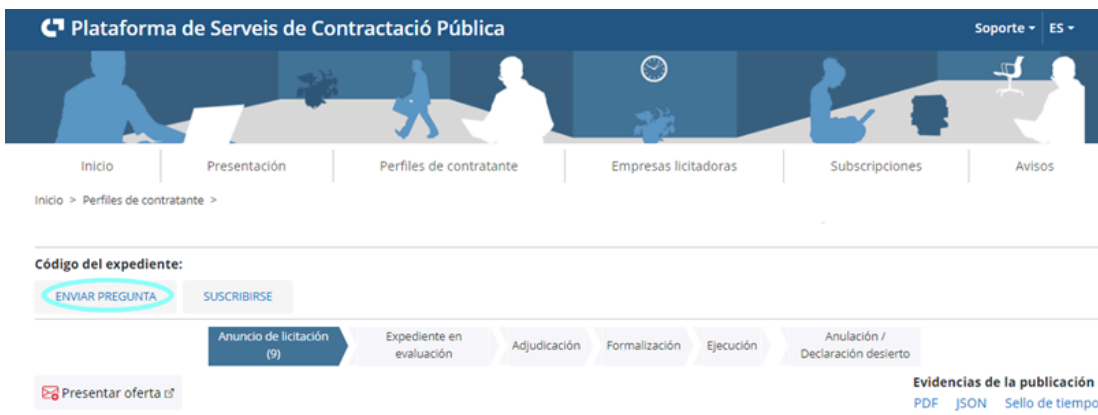 Plataforma de Serveis de Contractació Pública
Soporte ES
Inicio Presentación Perfiles de contratante Empresas licitadoras Subscripciones Avisos
Inicio > Perfiles de contratante >
Código del expediente:
ENVIAR PREGUNTA SUSCRIBIRSE
Anuncio de licitación
(9)
Expediente en
evaluación
Adjudicación
Formalización
Ejecución
Anulación /
Declaración desierto
Presentar oferta
Evidencias de la publicación
PDF JSON Sello de tiempo